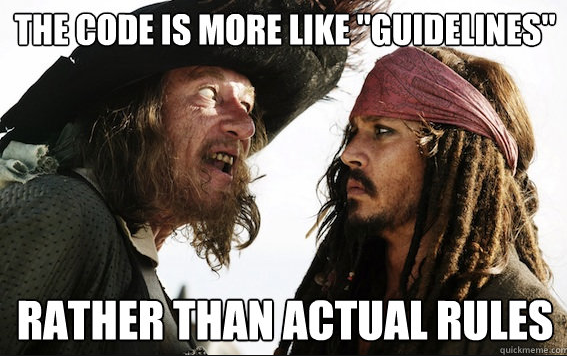 THE CODE IS MORE LIKE "GUIDELINES"
RATHER THAN ACTUAL RULES
quickmeme.com